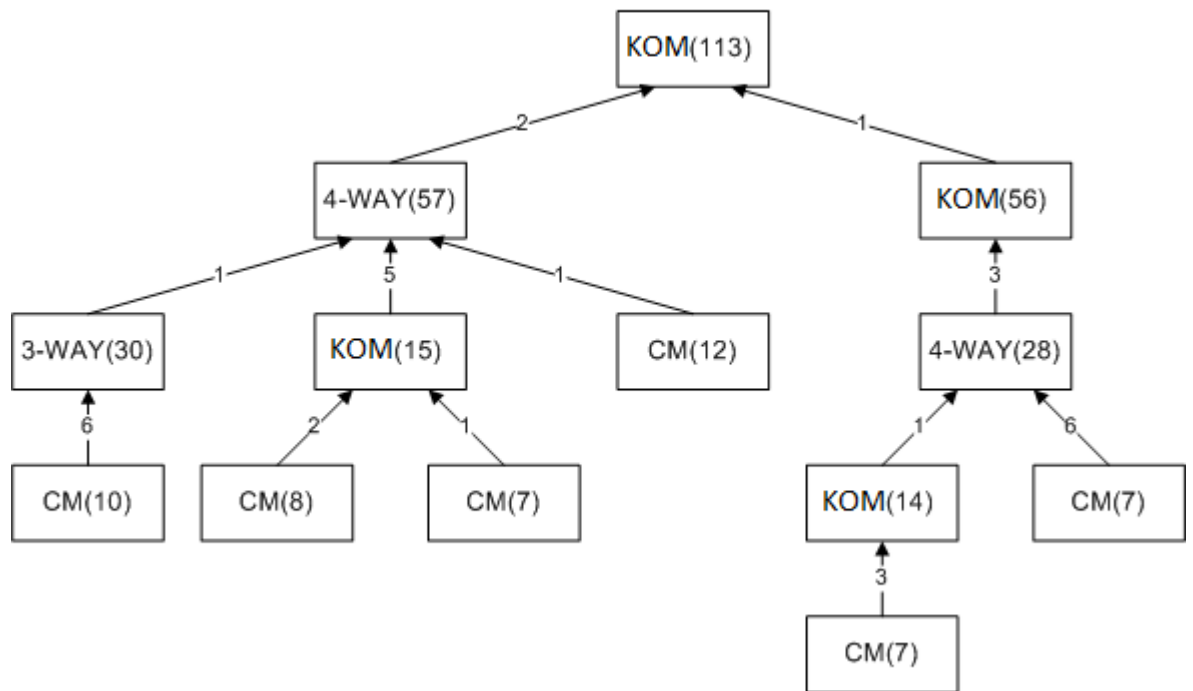 KOM(113)
2
1
4-WAY(57)
KOM(56)
1
5
1
3
3-WAY(30)
KOM(15)
CM(12)
4-WAY(28)
6
2
1
1
6
CM(10)
CM(8)
CM(7)
KOM(14)
CM(7)
3
CM(7)